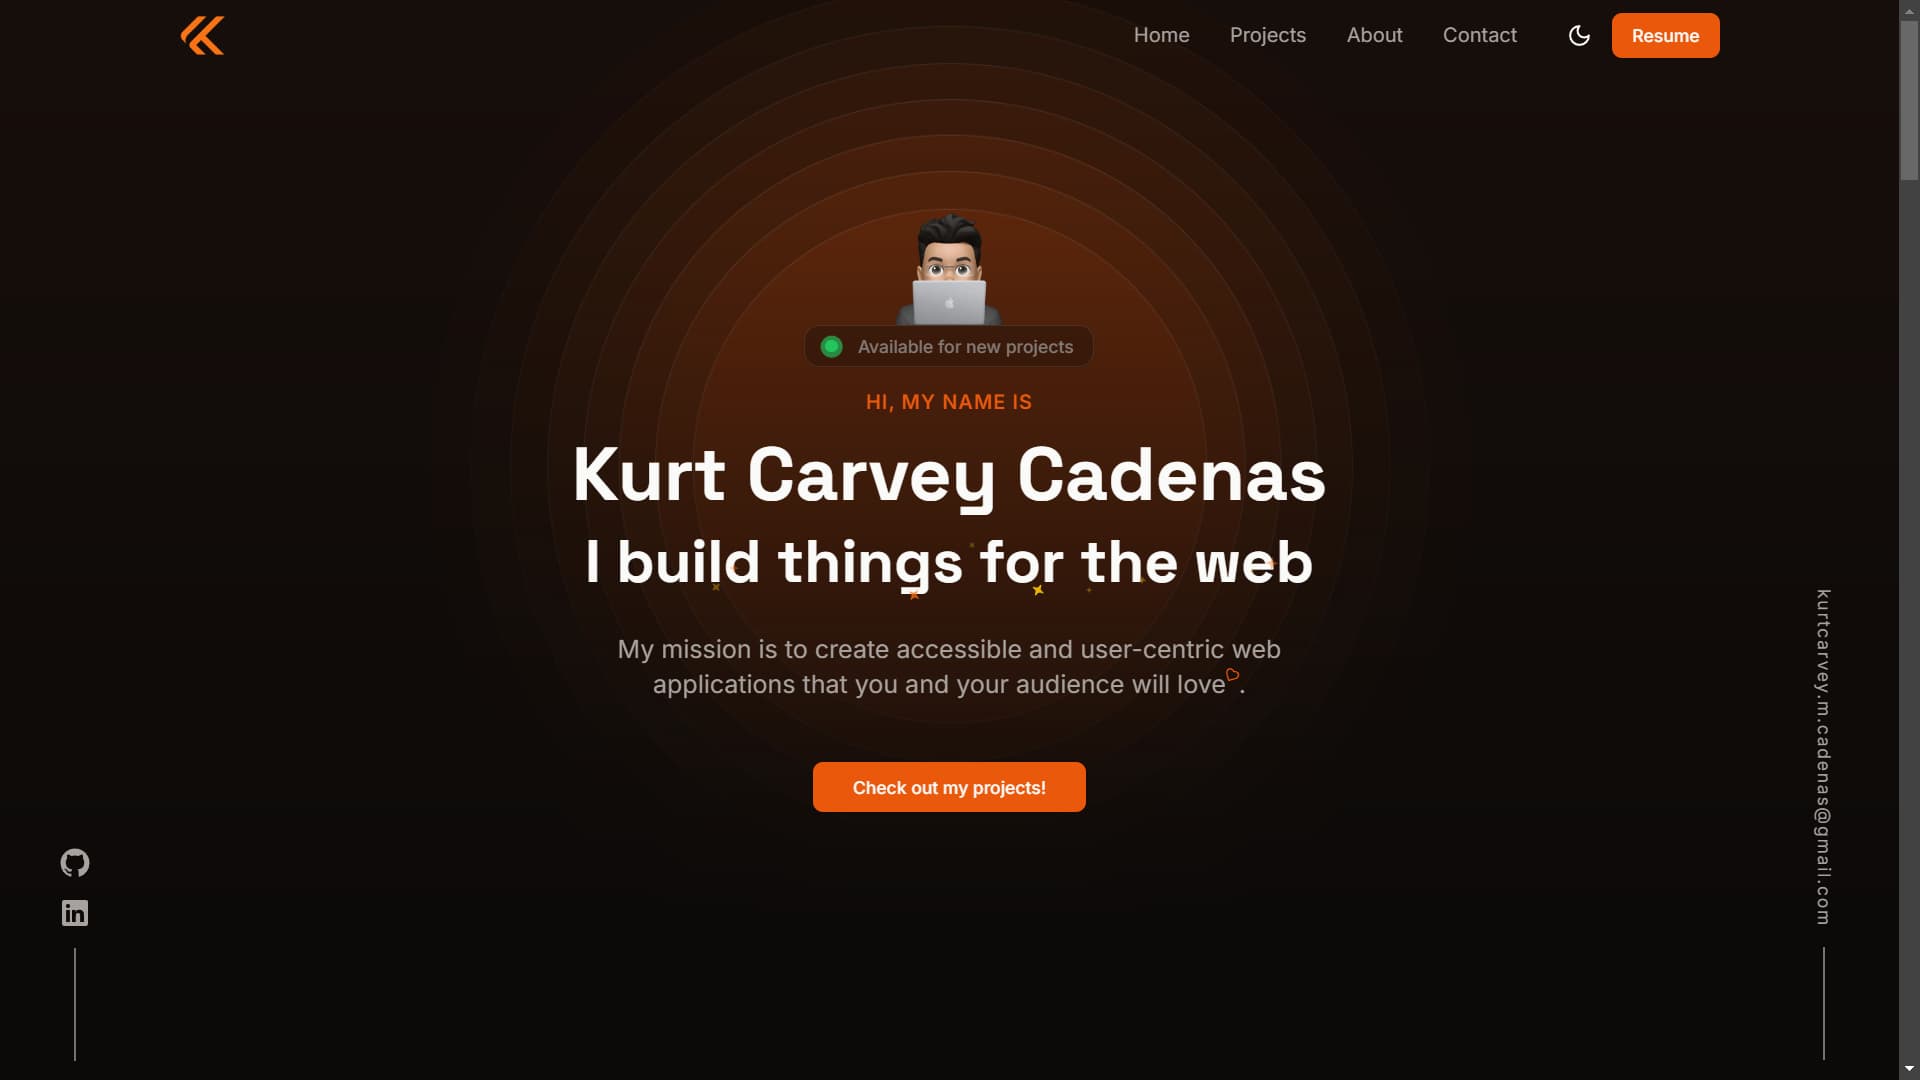 Home Projects About Contact Resume
Available for new projects
HI, MY NAME IS
Kurt Carvey Cadenas
I build things for the web
My mission is to create accessible and user-centric web
applications that you and your audience will love.
Check out my projects!
kurtcarvey.m.cadenas@gmail.com
in